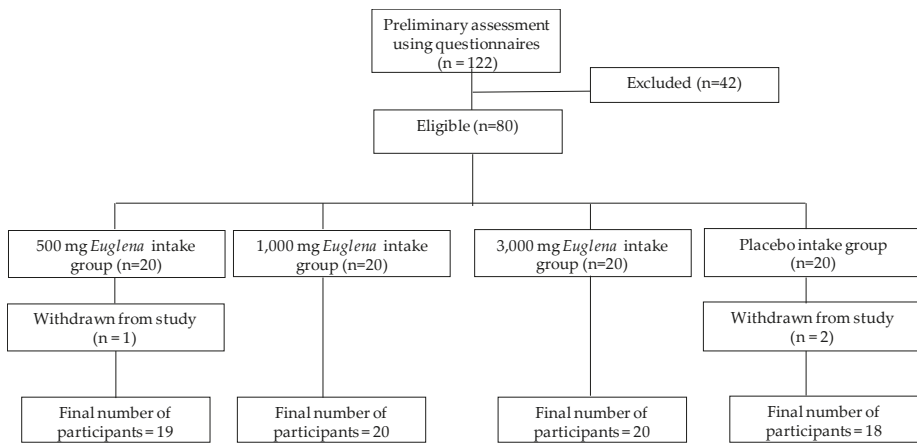 Preliminary assessment
using questionnaires
(n = 122)
Excluded (n=42)
Eligible (n=80)
500 mg Euglena intake
group (n=20)
1,000 mg Euglena intake
group (n=20)
3,000 mg Euglena intake
group (n=20)
Placebo intake group
(n=20)
Withdrawn from study
(n = 1)
Withdrawn from study
(n = 2)
Final number of
participants = 19
Final number of
participants = 20
Final number of
participants = 20
Final number of
participants = 18